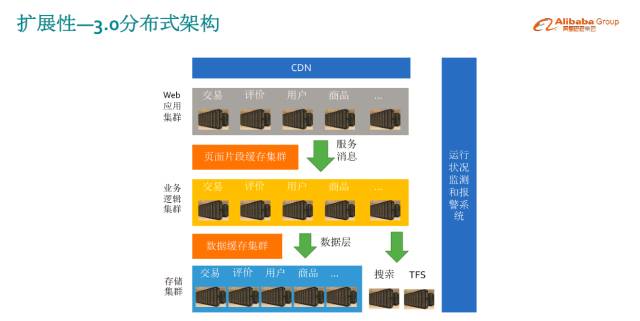 扩展性—3.0分布式架构
Alibaba Group
阿里巴巴集团
CDN
Web
应用
集群
交易 评价 用户 商品 ...
页面片段缓存集群
服务
消息
业务
逻辑
集群
交易 评价 用户 商品 ...
数据缓存集群
数据层
存储
集群
交易 评价 用户 商品 ...
搜索 TFS
运行
状况
监测
和报
警系
统